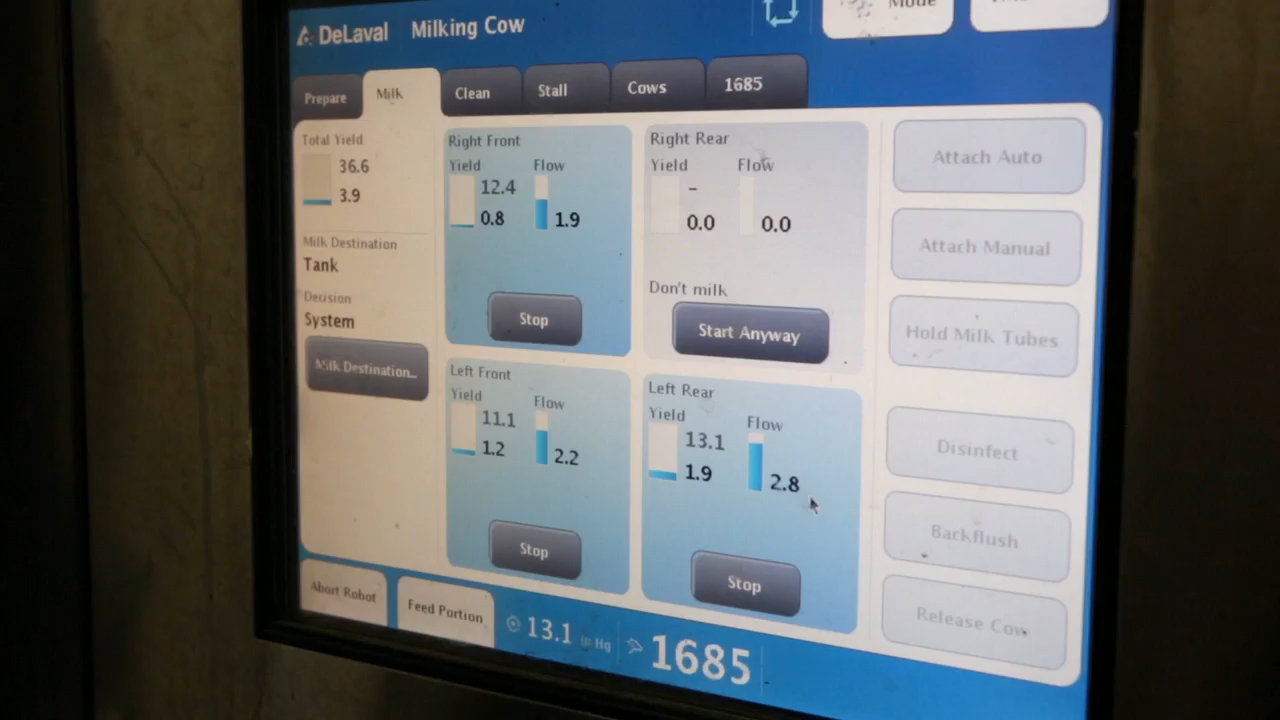 DeLaval Milking Cow
Mode
Prepare Milk Clean Stall Cows 1685
Total Yield
36.6
3.9
Milk Destination
Tank
Decision
System
Milk Destination...
Right Front
Yield Flow
12.4
0.8 1.9
Stop
Right Rear
Yield Flow
-
0.0 0.0
Don't milk
Start Anyway
Left Front
Yield Flow
11.1
1.2 2.2
Stop
Left Rear
Yield Flow
13.1
1.9 2.8
Stop
Attach Auto
Attach Manual
Hold Milk Tubes
Disinfect
Backflush
Release Cow
Abort Robot
Feed Portion
13.1 Hg
1685